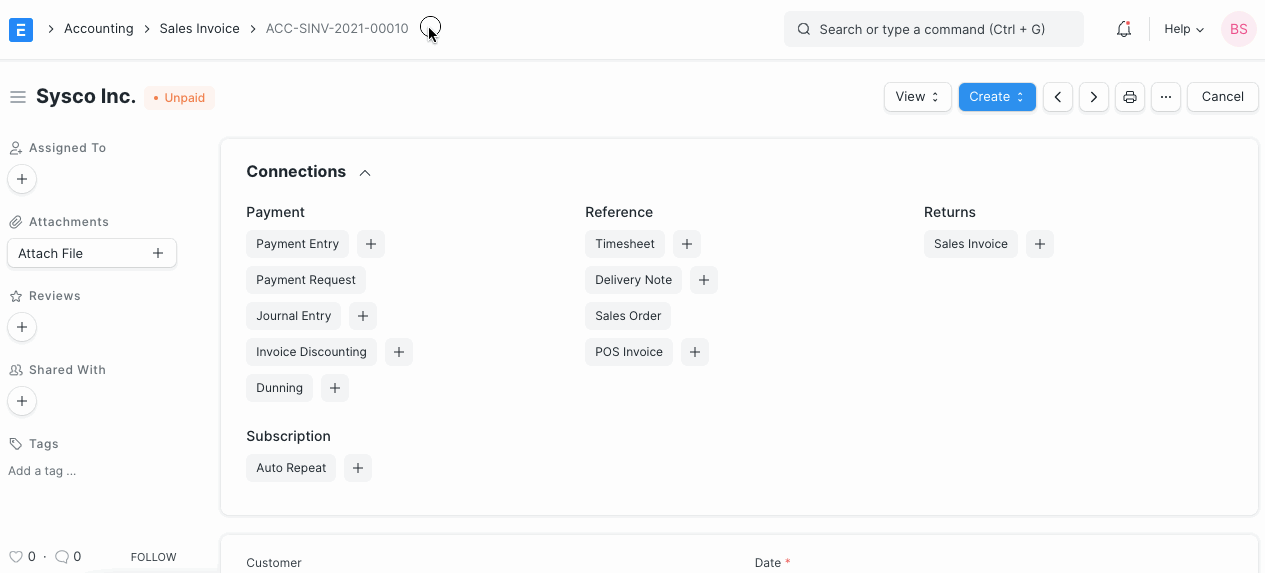 E Accounting Sales Invoice ACC-SINV-2021-00010 Search or type a command (Ctrl + G) Help BS
Sysco Inc. Unpaid View Create ... Cancel
Assigned To
Attachments
Attach File
Reviews
Shared With
Tags
Add a tag ...
0 · 0 FOLLOW
Connections
Payment
Payment Entry
Payment Request
Journal Entry
Invoice Discounting
Dunning
Reference
Timesheet
Delivery Note
Sales Order
POS Invoice
Returns
Sales Invoice
Subscription
Auto Repeat
Customer
Date *